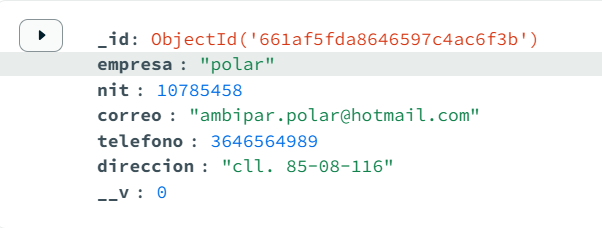 _id: ObjectId('661af5fda8646597c4ac6f3b')
empresa : "polar"
nit : 10785458
correo : "ambipar.polar@hotmail.com"
telefono : 3646564989
direccion : "cll. 85-08-116"
__v : 0